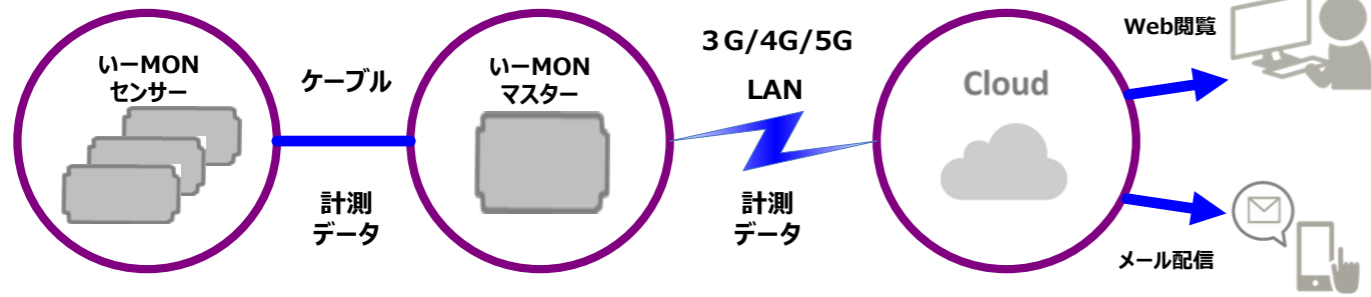 いーMON
センサー
ケーブル
計測
データ
いーMON
マスター
３G/4G/5G
LAN
計測
データ
Cloud
Web閲覧
メール配信